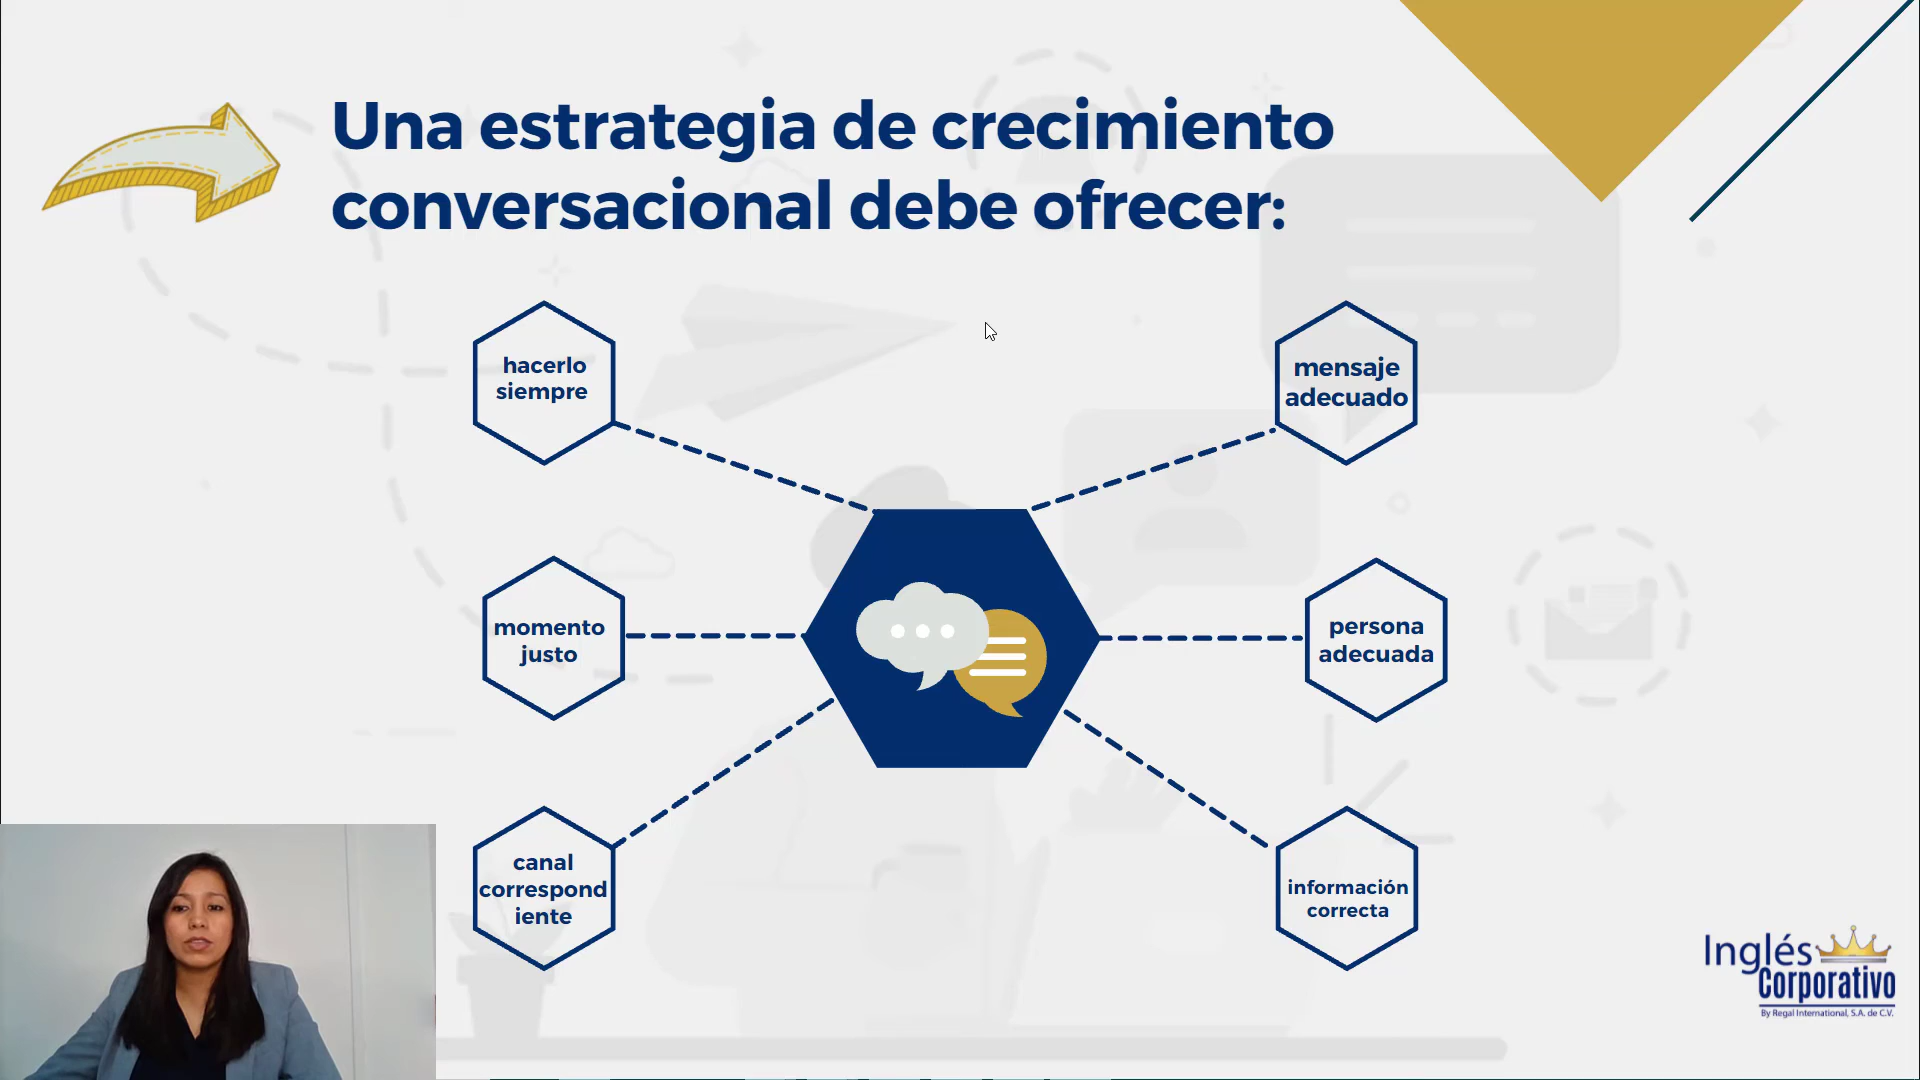 Una estrategia de crecimiento
conversacional debe ofrecer:
hacerlo
siempre
mensaje
adecuado
momento
justo
persona
adecuada
canal
correspond
iente
información
correcta
Inglés
Corporativo
By Regal International, S.A. de C.V.